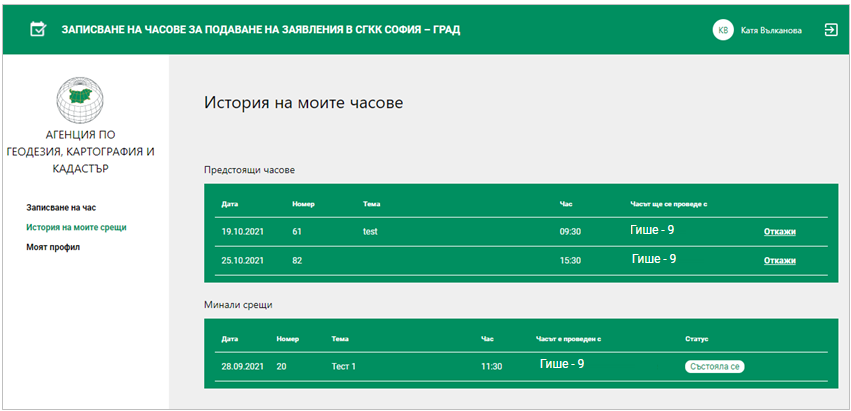 ЗАПИСВАНЕ НА ЧАСОВЕ ЗА ПОДАВАНЕ НА ЗАЯВЛЕНИЯ В СГКК СОФИЯ – ГРАД
КВ Катя Вълканова
АГЕНЦИЯ ПО
ГЕОДЕЗИЯ, КАРТОГРАФИЯ И
КАДАСТЪР
Записване на час
История на моите срещи
Моят профил
История на моите часове
Предстоящи часове
Дата Номер Тема Час Часът ще се проведе с
19.10.2021 61 test 09:30 Гише - 9 Откажи
25.10.2021 82 15:30 Гише - 9 Откажи
Минали срещи
Дата Номер Тема Час Часът е проведен с Статус
28.09.2021 20 Тест 1 11:30 Гише - 9 Състояла се